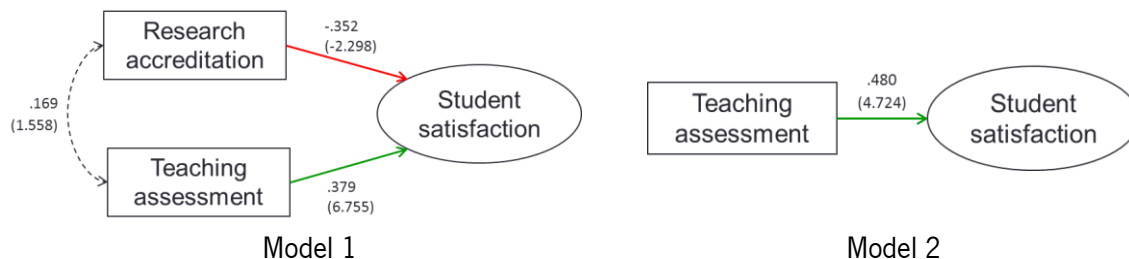 Research
accreditation
-.352
(-2.298)
.169
(1.558)
Student
satisfaction
Teaching
assessment
.379
(6.755)
Model 1
Teaching
assessment
.480
(4.724)
Student
satisfaction
Model 2